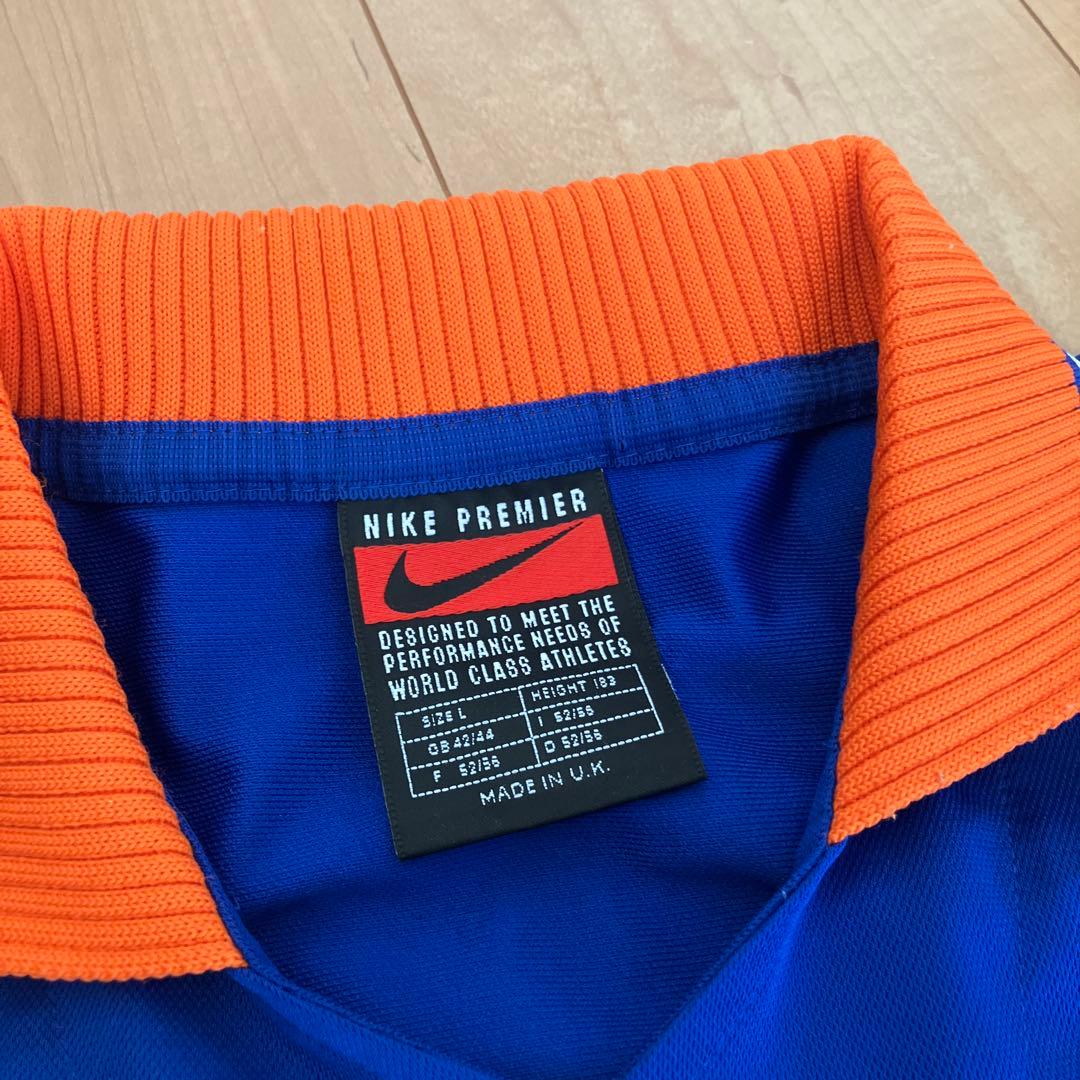 NIKE PREMIER
DESIGNED TO MEET THE
PERFORMANCE NEEDS OF
WORLD CLASS ATHLETES
SIZE L HEIGHT 183
GB 42/44 I 52/56
F 52/56 D 52/56
MADE IN U.K.